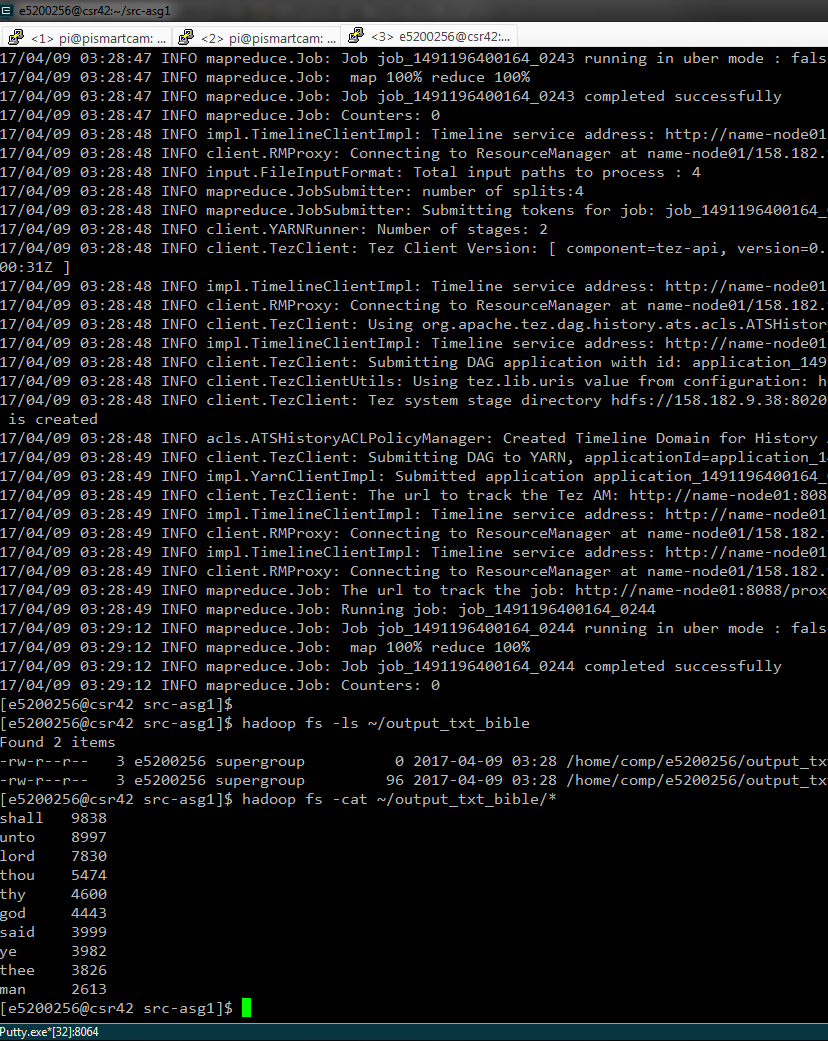 e5200256@csr42:~/src-asg1
<1> pi@pismartcam: ... <2> pi@pismartcam: ... <3> e5200256@csr42:...
17/04/09 03:28:47 INFO mapreduce.Job: Job job_1491196400164_0243 running in uber mode : fals
17/04/09 03:28:47 INFO mapreduce.Job:  map 100% reduce 100%
17/04/09 03:28:47 INFO mapreduce.Job: Job job_1491196400164_0243 completed successfully
17/04/09 03:28:47 INFO mapreduce.Job: Counters: 0
17/04/09 03:28:48 INFO impl.TimelineClientImpl: Timeline service address: http://name-node01
17/04/09 03:28:48 INFO client.RMProxy: Connecting to ResourceManager at name-node01/158.182.
17/04/09 03:28:48 INFO input.FileInputFormat: Total input paths to process : 4
17/04/09 03:28:48 INFO mapreduce.JobSubmitter: number of splits:4
17/04/09 03:28:48 INFO mapreduce.JobSubmitter: Submitting tokens for job: job_1491196400164_
17/04/09 03:28:48 INFO client.YARNRunner: Number of stages: 2
17/04/09 03:28:48 INFO client.TezClient: Tez Client Version: [ component=tez-api, version=0.
00:31Z ]
17/04/09 03:28:48 INFO impl.TimelineClientImpl: Timeline service address: http://name-node01
17/04/09 03:28:48 INFO client.RMProxy: Connecting to ResourceManager at name-node01/158.182.
17/04/09 03:28:48 INFO client.TezClient: Using org.apache.tez.dag.history.ats.acls.ATSHistor
17/04/09 03:28:48 INFO impl.TimelineClientImpl: Timeline service address: http://name-node01
17/04/09 03:28:48 INFO client.TezClient: Submitting DAG application with id: application_149
17/04/09 03:28:48 INFO client.TezClientUtils: Using tez.lib.uris value from configuration: h
17/04/09 03:28:48 INFO client.TezClient: Tez system stage directory hdfs://158.182.9.38:8020
 is created
17/04/09 03:28:48 INFO acls.ATSHistoryACLPolicyManager: Created Timeline Domain for History
17/04/09 03:28:49 INFO client.TezClient: Submitting DAG to YARN, applicationId=application_1
17/04/09 03:28:49 INFO impl.YarnClientImpl: Submitted application application_1491196400164_
17/04/09 03:28:49 INFO client.TezClient: The url to track the Tez AM: http://name-node01:808
17/04/09 03:28:49 INFO impl.TimelineClientImpl: Timeline service address: http://name-node01
17/04/09 03:28:49 INFO client.RMProxy: Connecting to ResourceManager at name-node01/158.182.
17/04/09 03:28:49 INFO impl.TimelineClientImpl: Timeline service address: http://name-node01
17/04/09 03:28:49 INFO client.RMProxy: Connecting to ResourceManager at name-node01/158.182.
17/04/09 03:28:49 INFO mapreduce.Job: The url to track the job: http://name-node01:8088/prox
17/04/09 03:28:49 INFO mapreduce.Job: Running job: job_1491196400164_0244
17/04/09 03:29:12 INFO mapreduce.Job: Job job_1491196400164_0244 running in uber mode : fals
17/04/09 03:29:12 INFO mapreduce.Job:  map 100% reduce 100%
17/04/09 03:29:12 INFO mapreduce.Job: Job job_1491196400164_0244 completed successfully
17/04/09 03:29:12 INFO mapreduce.Job: Counters: 0
[e5200256@csr42 src-asg1]$
[e5200256@csr42 src-asg1]$ hadoop fs -ls ~/output_txt_bible
Found 2 items
-rw-r--r--   3 e5200256 supergroup          0 2017-04-09 03:28 /home/comp/e5200256/output_tx
-rw-r--r--   3 e5200256 supergroup         96 2017-04-09 03:28 /home/comp/e5200256/output_tx
[e5200256@csr42 src-asg1]$ hadoop fs -cat ~/output_txt_bible/*
shall   9838
unto    8997
lord    7830
thou    5474
thy     4600
god     4443
said    3999
ye      3982
thee    3826
man     2613
[e5200256@csr42 src-asg1]$
Putty.exe*[32]:8064